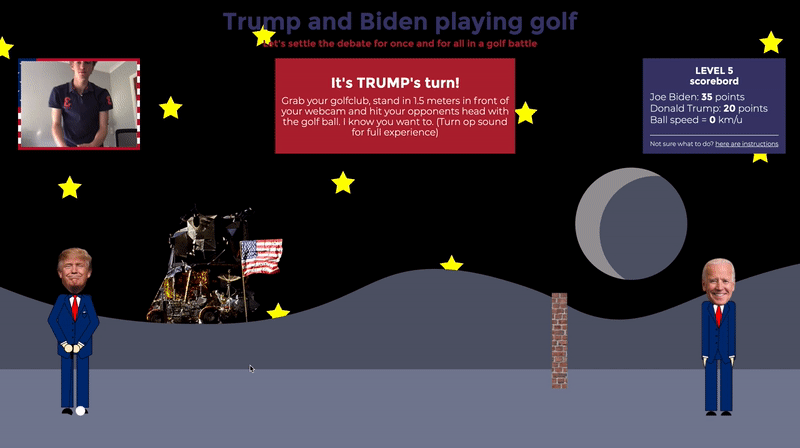 Trump and Biden playing golf
Let's settle the debate for once and for all in a golf battle
It's TRUMP's turn!
Grab your golfclub, stand in 1.5 meters in front of
your webcam and hit your opponents head with
the golf ball. I know you want to. (Turn op sound
for full experience)
LEVEL 5
scorebord
Joe Biden: 35 points
Donald Trump: 20 points
Ball speed = 0 km/u
Not sure what to do? here are instructions